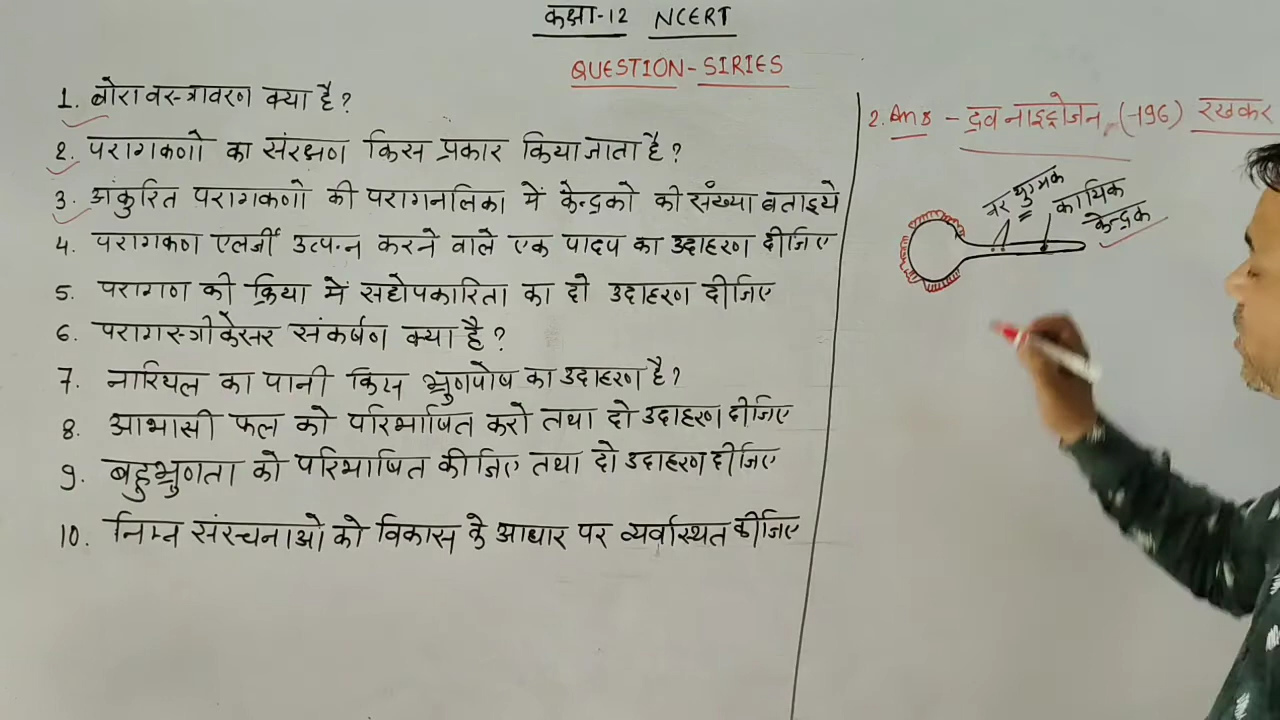 कक्षा-12 NCERT
QUESTION-SIRIES
1. बोरा वस्त्रावरण क्या है?
2. परागकणो का संरक्षण किस प्रकार किया जाता है?
3. अंकुरित परागकणो की परागनलिका में केन्द्रको की संख्या बताइये
4. परागकण एलर्जी उत्पन्न करने वाले एक पादप का उदाहरण दीजिए
5. परागण की क्रिया में सहोपकारिता का दो उदाहरण दीजिए
6. परागस्त्रीकेसर संकर्षण क्या है?
7. नारियल का पानी किस भ्रुणपोष का उदाहरण है?
8. आभासी फल को परिभाषित करो तथा दो उदाहरण दीजिए
9. बहुभ्रुणता को परिभाषित कीजिए तथा दो उदाहरण दीजिए
10. निम्न संरचनाओ को विकास के आधार पर व्यवस्थित कीजिए
2. Ans - द्रव नाइट्रोजन (-196) रखकर
नर युग्मक
कायिक
केन्द्रक